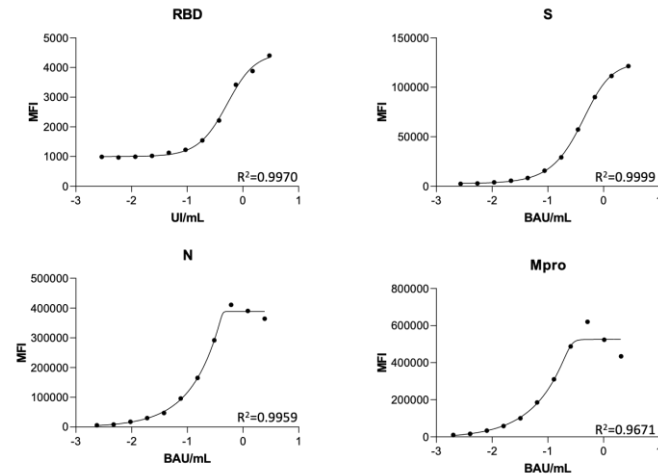 RBD
5000
4000
3000
2000
1000
0
MFI
-3
-2
-1
0
1
UI/mL
R²=0.9970
S
150000
100000
50000
0
MFI
-3
-2
-1
0
1
BAU/mL
R²=0.9999
N
500000
400000
300000
200000
100000
0
MFI
-3
-2
-1
0
1
BAU/mL
R²=0.9959
Mpro
800000
600000
400000
200000
0
MFI
-3
-2
-1
0
1
BAU/mL
R²=0.9671